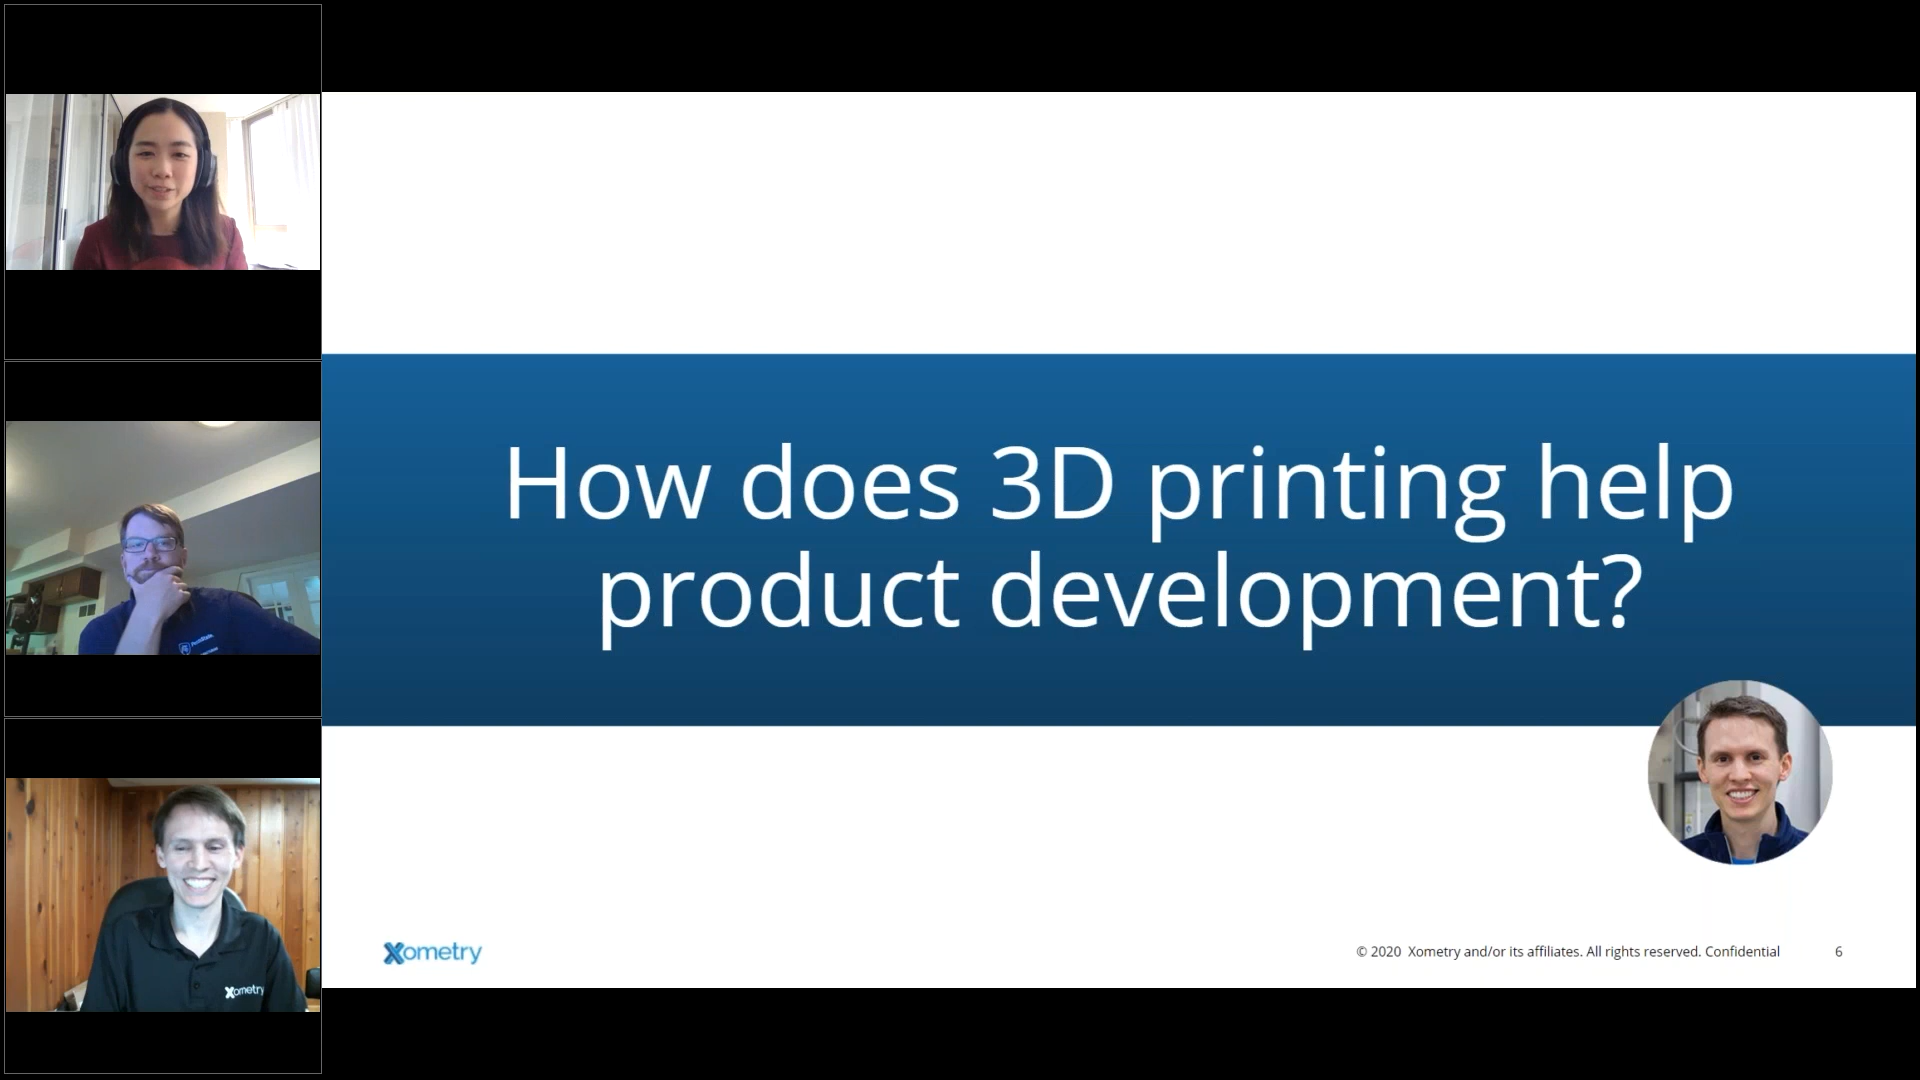 How does 3D printing help
product development?
Xometry
© 2020 Xometry and/or its affiliates. All rights reserved. Confidential
6
PennState
Xometry